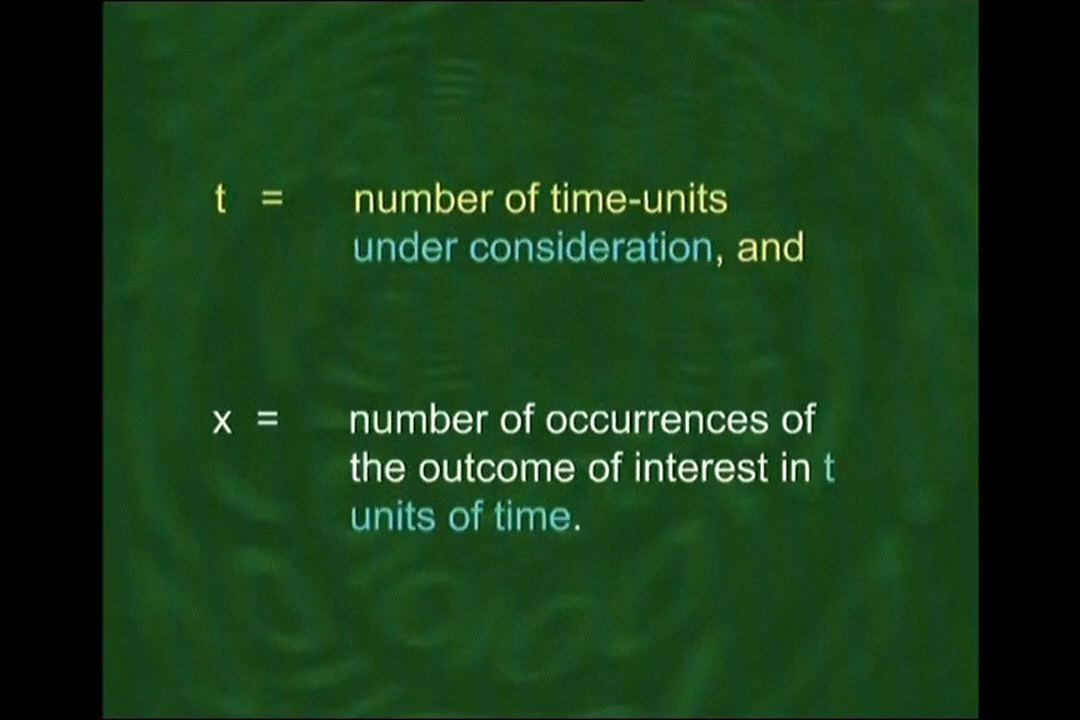 t = number of time-units
under consideration, and
x = number of occurrences of
the outcome of interest in t
units of time.